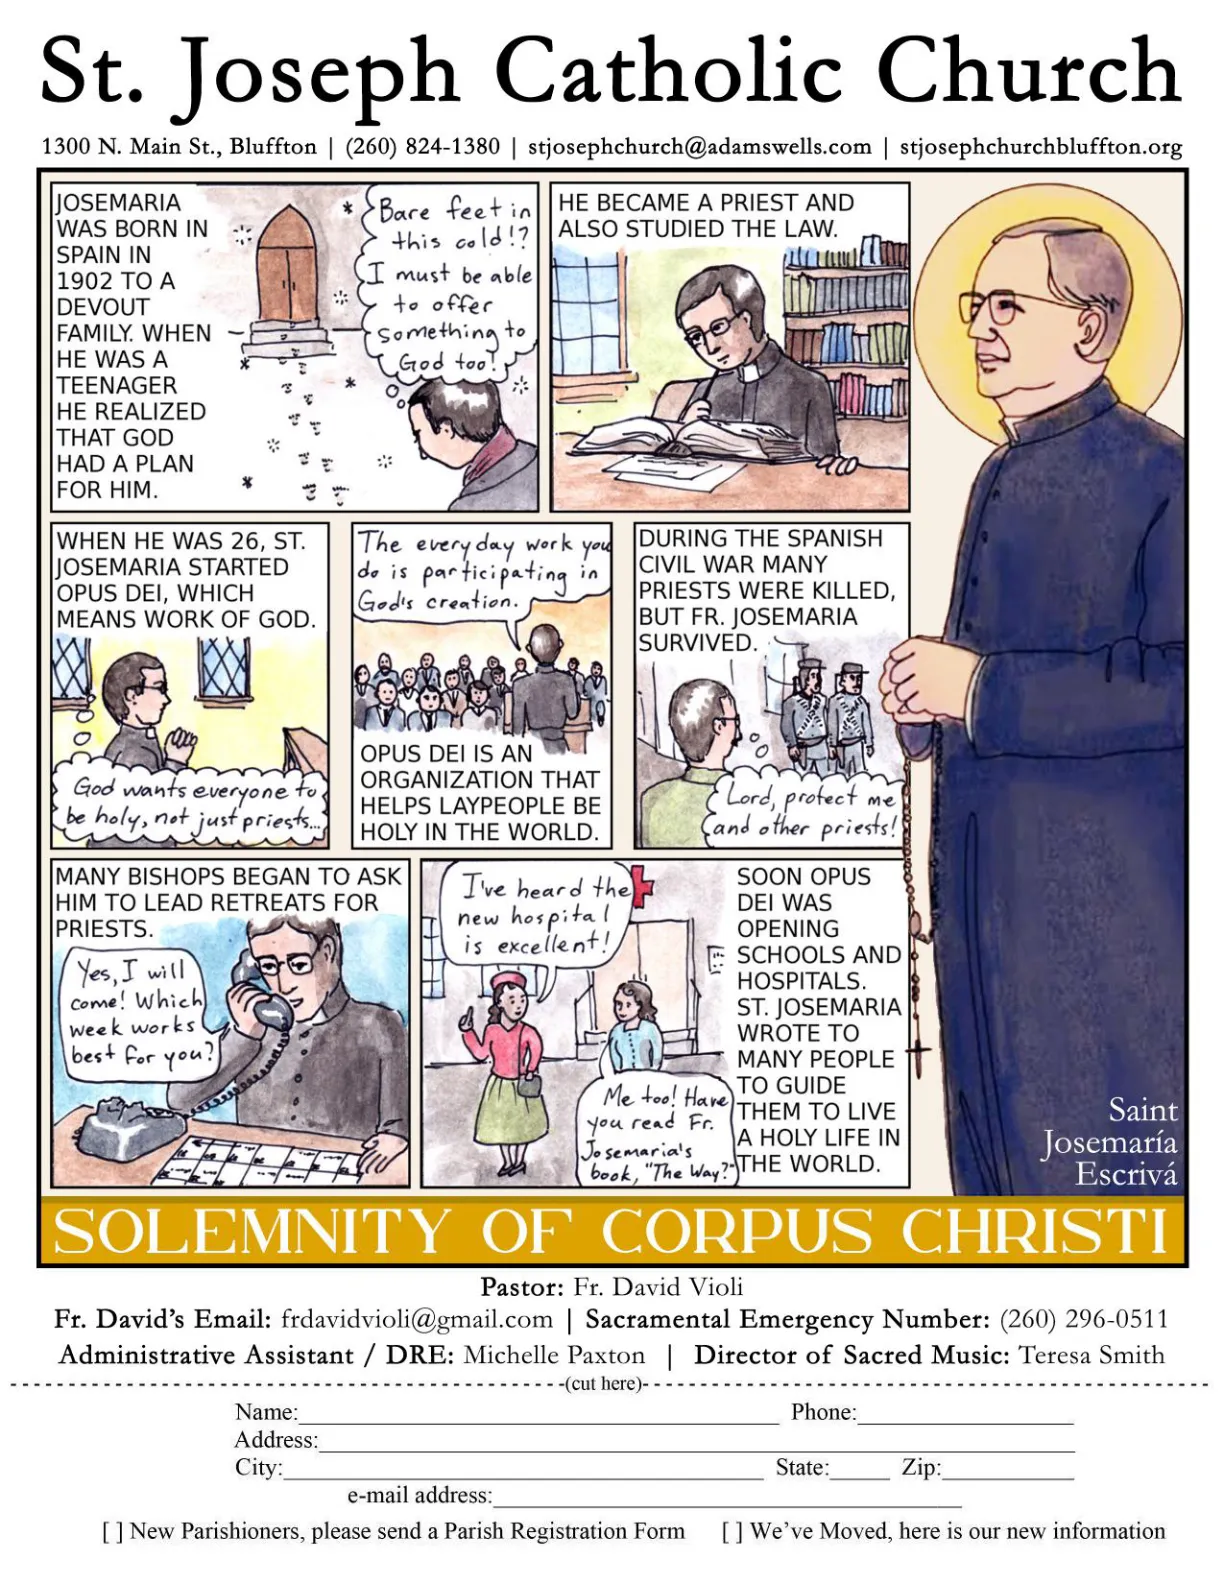 St. Joseph Catholic Church
1300 N. Main St., Bluffton | (260) 824-1380 | stjosephchurch@adamswells.com | stjosephchurchbluffton.org
JOSEMARIA
WAS BORN IN
SPAIN IN
1902 TO A
DEVOUT
FAMILY. WHEN
HE WAS A
TEENAGER
HE REALIZED
THAT GOD
HAD A PLAN
FOR HIM.
Bare feet in
this cold!?
I must be able
to offer
something to
God too!
HE BECAME A PRIEST AND
ALSO STUDIED THE LAW.
WHEN HE WAS 26, ST.
JOSEMARIA STARTED
OPUS DEI, WHICH
MEANS WORK OF GOD.
God wants everyone to
be holy, not just priests...
The everyday work you
do is participating in
God's creation.
OPUS DEI IS AN
ORGANIZATION THAT
HELPS LAYPEOPLE BE
HOLY IN THE WORLD.
DURING THE SPANISH
CIVIL WAR MANY
PRIESTS WERE KILLED,
BUT FR. JOSEMARIA
SURVIVED.
Lord, protect me
and other priests!
MANY BISHOPS BEGAN TO ASK
HIM TO LEAD RETREATS FOR
PRIESTS.
Yes, I will
come! Which
week works
best for you?
I've heard the
new hospital
is excellent!
Me too! Have
you read Fr.
Josemaria's
book, "The Way?"
SOON OPUS
DEI WAS
OPENING
SCHOOLS AND
HOSPITALS.
ST. JOSEMARIA
WROTE TO
MANY PEOPLE
TO GUIDE
THEM TO LIVE
A HOLY LIFE IN
THE WORLD.
Saint
Josemaría
Escrivá
SOLEMNITY OF CORPUS CHRISTI
Pastor: Fr. David Violi
Fr. David's Email: frdavidvioli@gmail.com | Sacramental Emergency Number: (260) 296-0511
Administrative Assistant / DRE: Michelle Paxton | Director of Sacred Music: Teresa Smith
(cut here)
Name: Phone:
Address:
City: State: Zip:
e-mail address:
[ ] New Parishioners, please send a Parish Registration Form [ ] We've Moved, here is our new information